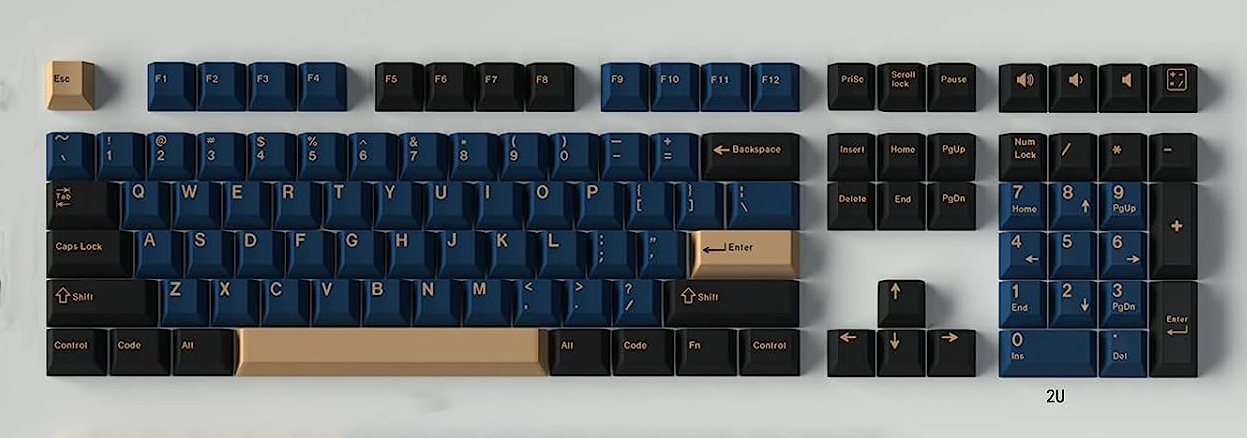 Esc F1 F2 F3 F4 F5 F6 F7 F8 F9 F10 F11 F12 PriSc Scroll lock Pause
~ ! @ # $ % ^ & * ( ) — +
\ 1 2 3 4 5 6 7 8 9 0 - = ← Backspace Insert Home PgUp Num Lock / * -
Tab Q W E R T Y U I O P { [ } ] ¦ \ Delete End PgDn 7 Home 8 ↑ 9 PgUp +
Caps Lock A S D F G H J K L : ; " , Enter 4 ← 5 6 →
Shift Z X C V B N M < , > . ? / Shift ↑ 1 End 2 ↓ 3 PgDn Enter
Control Code Alt Alt Code Fn Control ← ↓ → 0 Ins . Del
2U